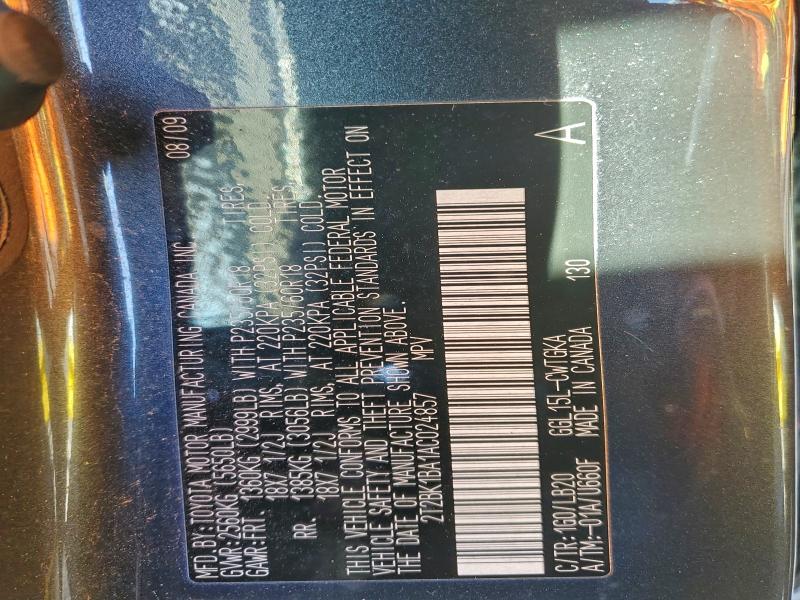 MFD.BY:TOYOTA MOTOR MANUFACTURING CANADA INC. 08/09
GVWR:2560KG(5650LB)
GAWR:FRT 1360KG (2999LB) WITH P235/60R18 TIRES,
18X7 1/2J RIMS, AT 220KPA (32PSI) COLD.
RR 1385KG (3056LB) WITH P235/60R18 TIRES,
18X7 1/2J RIMS, AT 220KPA (32PSI) COLD.
THIS VEHICLE CONFORMS TO ALL APPLICABLE FEDERAL MOTOR
VEHICLE SAFETY AND THEFT PREVENTION STANDARDS IN EFFECT ON
THE DATE OF MANUFACTURE SHOWN ABOVE.
2T2BK1BA1AC024857 MPV
C/TR:1G0/LB20 GGL15L-CWTGKA 130 A
A/TM:-01A/U660F MADE IN CANADA